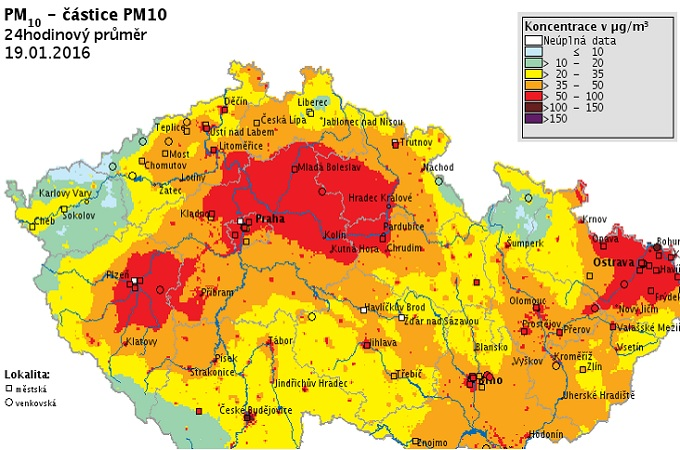 PM10 - částice PM10
24hodinový průměr
19.01.2016
Koncentrace v µg/m³
Neúplná data
≤ 10
> 10 - 20
> 20 - 35
> 35 - 50
> 50 - 100
>100 - 150
>150
Děčín
Liberec
Teplice
Česká Lípa
Jablonec nad Nisou
Ústí nad Labem
Most
Litoměřice
Trutnov
Chomutov
Mladá Boleslav
Náchod
Louny
Karlovy Vary
Žatec
Hradec Králové
Sokolov
Kladno
Praha
Cheb
Krnov
Pardubice
Kolín
Opava
Bohum
Kutná Hora
Chrudim
Šumperk
Ostrava
Haví
Plzeň
Příbram
Frýdek
Havlíčkův Brod
Olomouc
Nový Jičín
Žďár nad Sázavou
Prostějov
Přerov
Valašské Meziř
Klatovy
Tábor
Jihlava
Blansko
Vsetín
Písek
Vyškov
Kroměříž
Strakonice
Třebíč
Zlín
Lokalita:
Jindřichův Hradec
Brno
městská
Uherské Hradiště
venkovská
České Budějovice
Hodonín
Znojmo